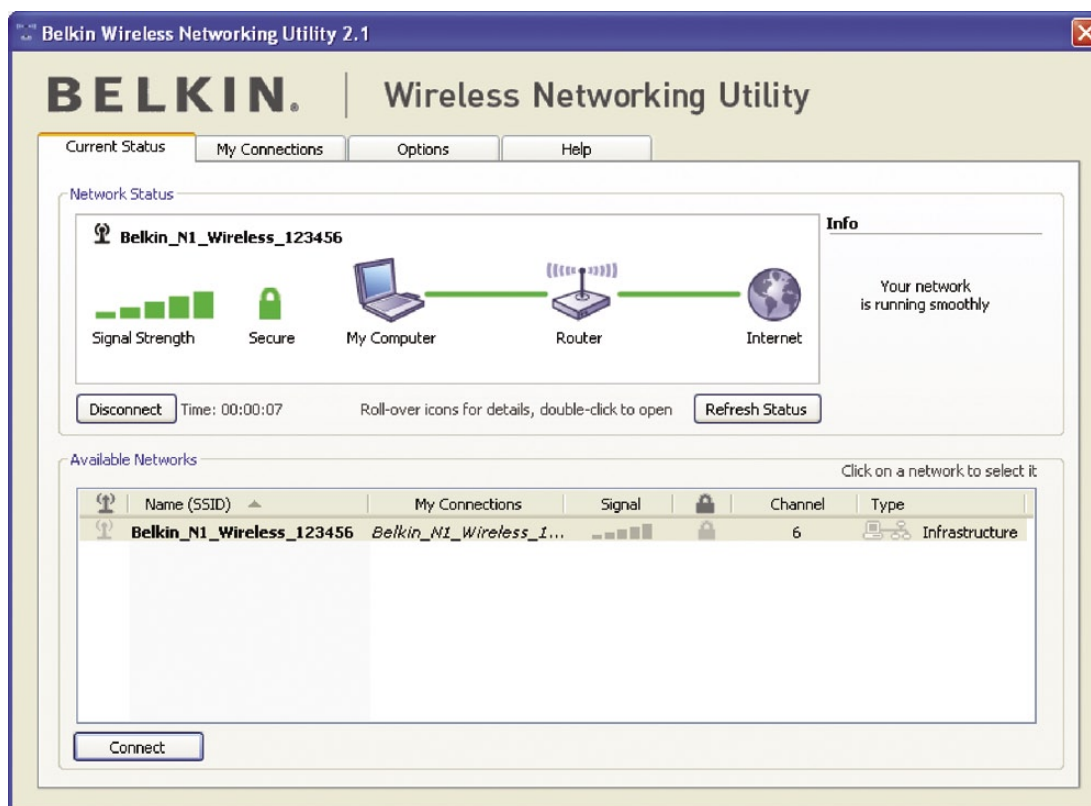 Belkin Wireless Networking Utility 2.1
BELKIN. Wireless Networking Utility
Current Status My Connections Options Help
Network Status
Belkin_N1_Wireless_123456
Info
Your network
is running smoothly
Signal Strength Secure My Computer Router Internet
Disconnect Time: 00:00:07 Roll-over icons for details, double-click to open Refresh Status
Available Networks
Click on a network to select it
Name (SSID) My Connections Signal Channel Type
Belkin_N1_Wireless_123456 Belkin_N1_Wireless_1... 6 Infrastructure
Connect